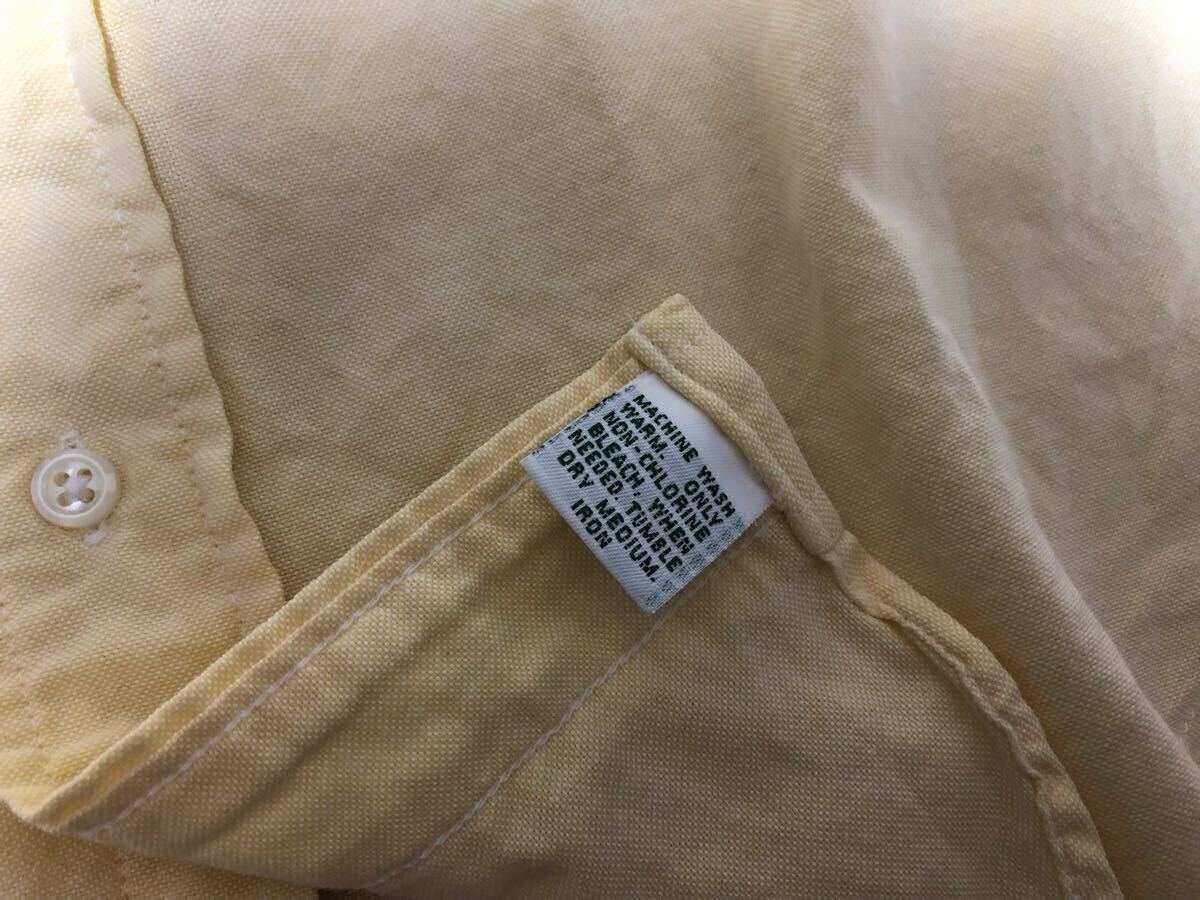 MACHINE WASH
WARM. ONLY
NON-CHLORINE
BLEACH. WHEN
NEEDED. TUMBLE
DRY MEDIUM.
IRON